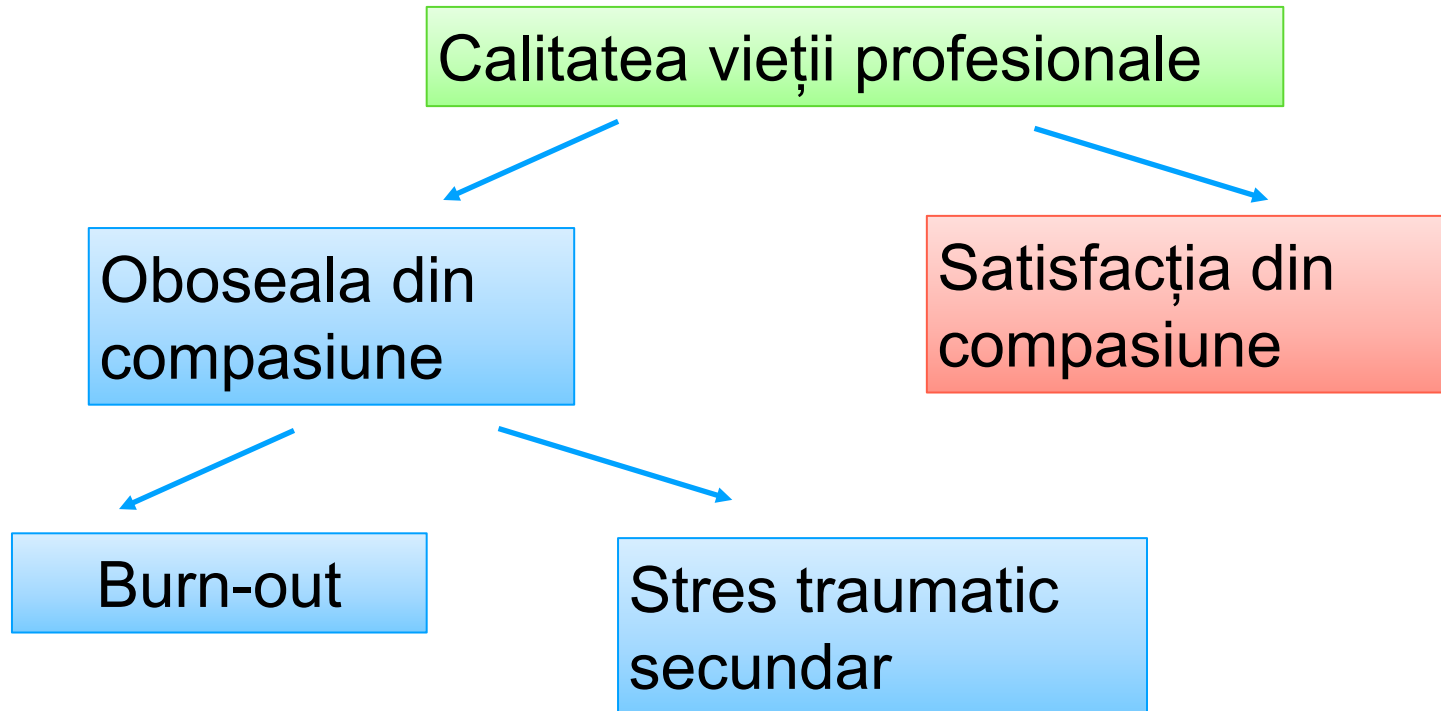 Calitatea vieții profesionale
Oboseala din
compasiune
Satisfacția din
compasiune
Burn-out
Stres traumatic
secundar